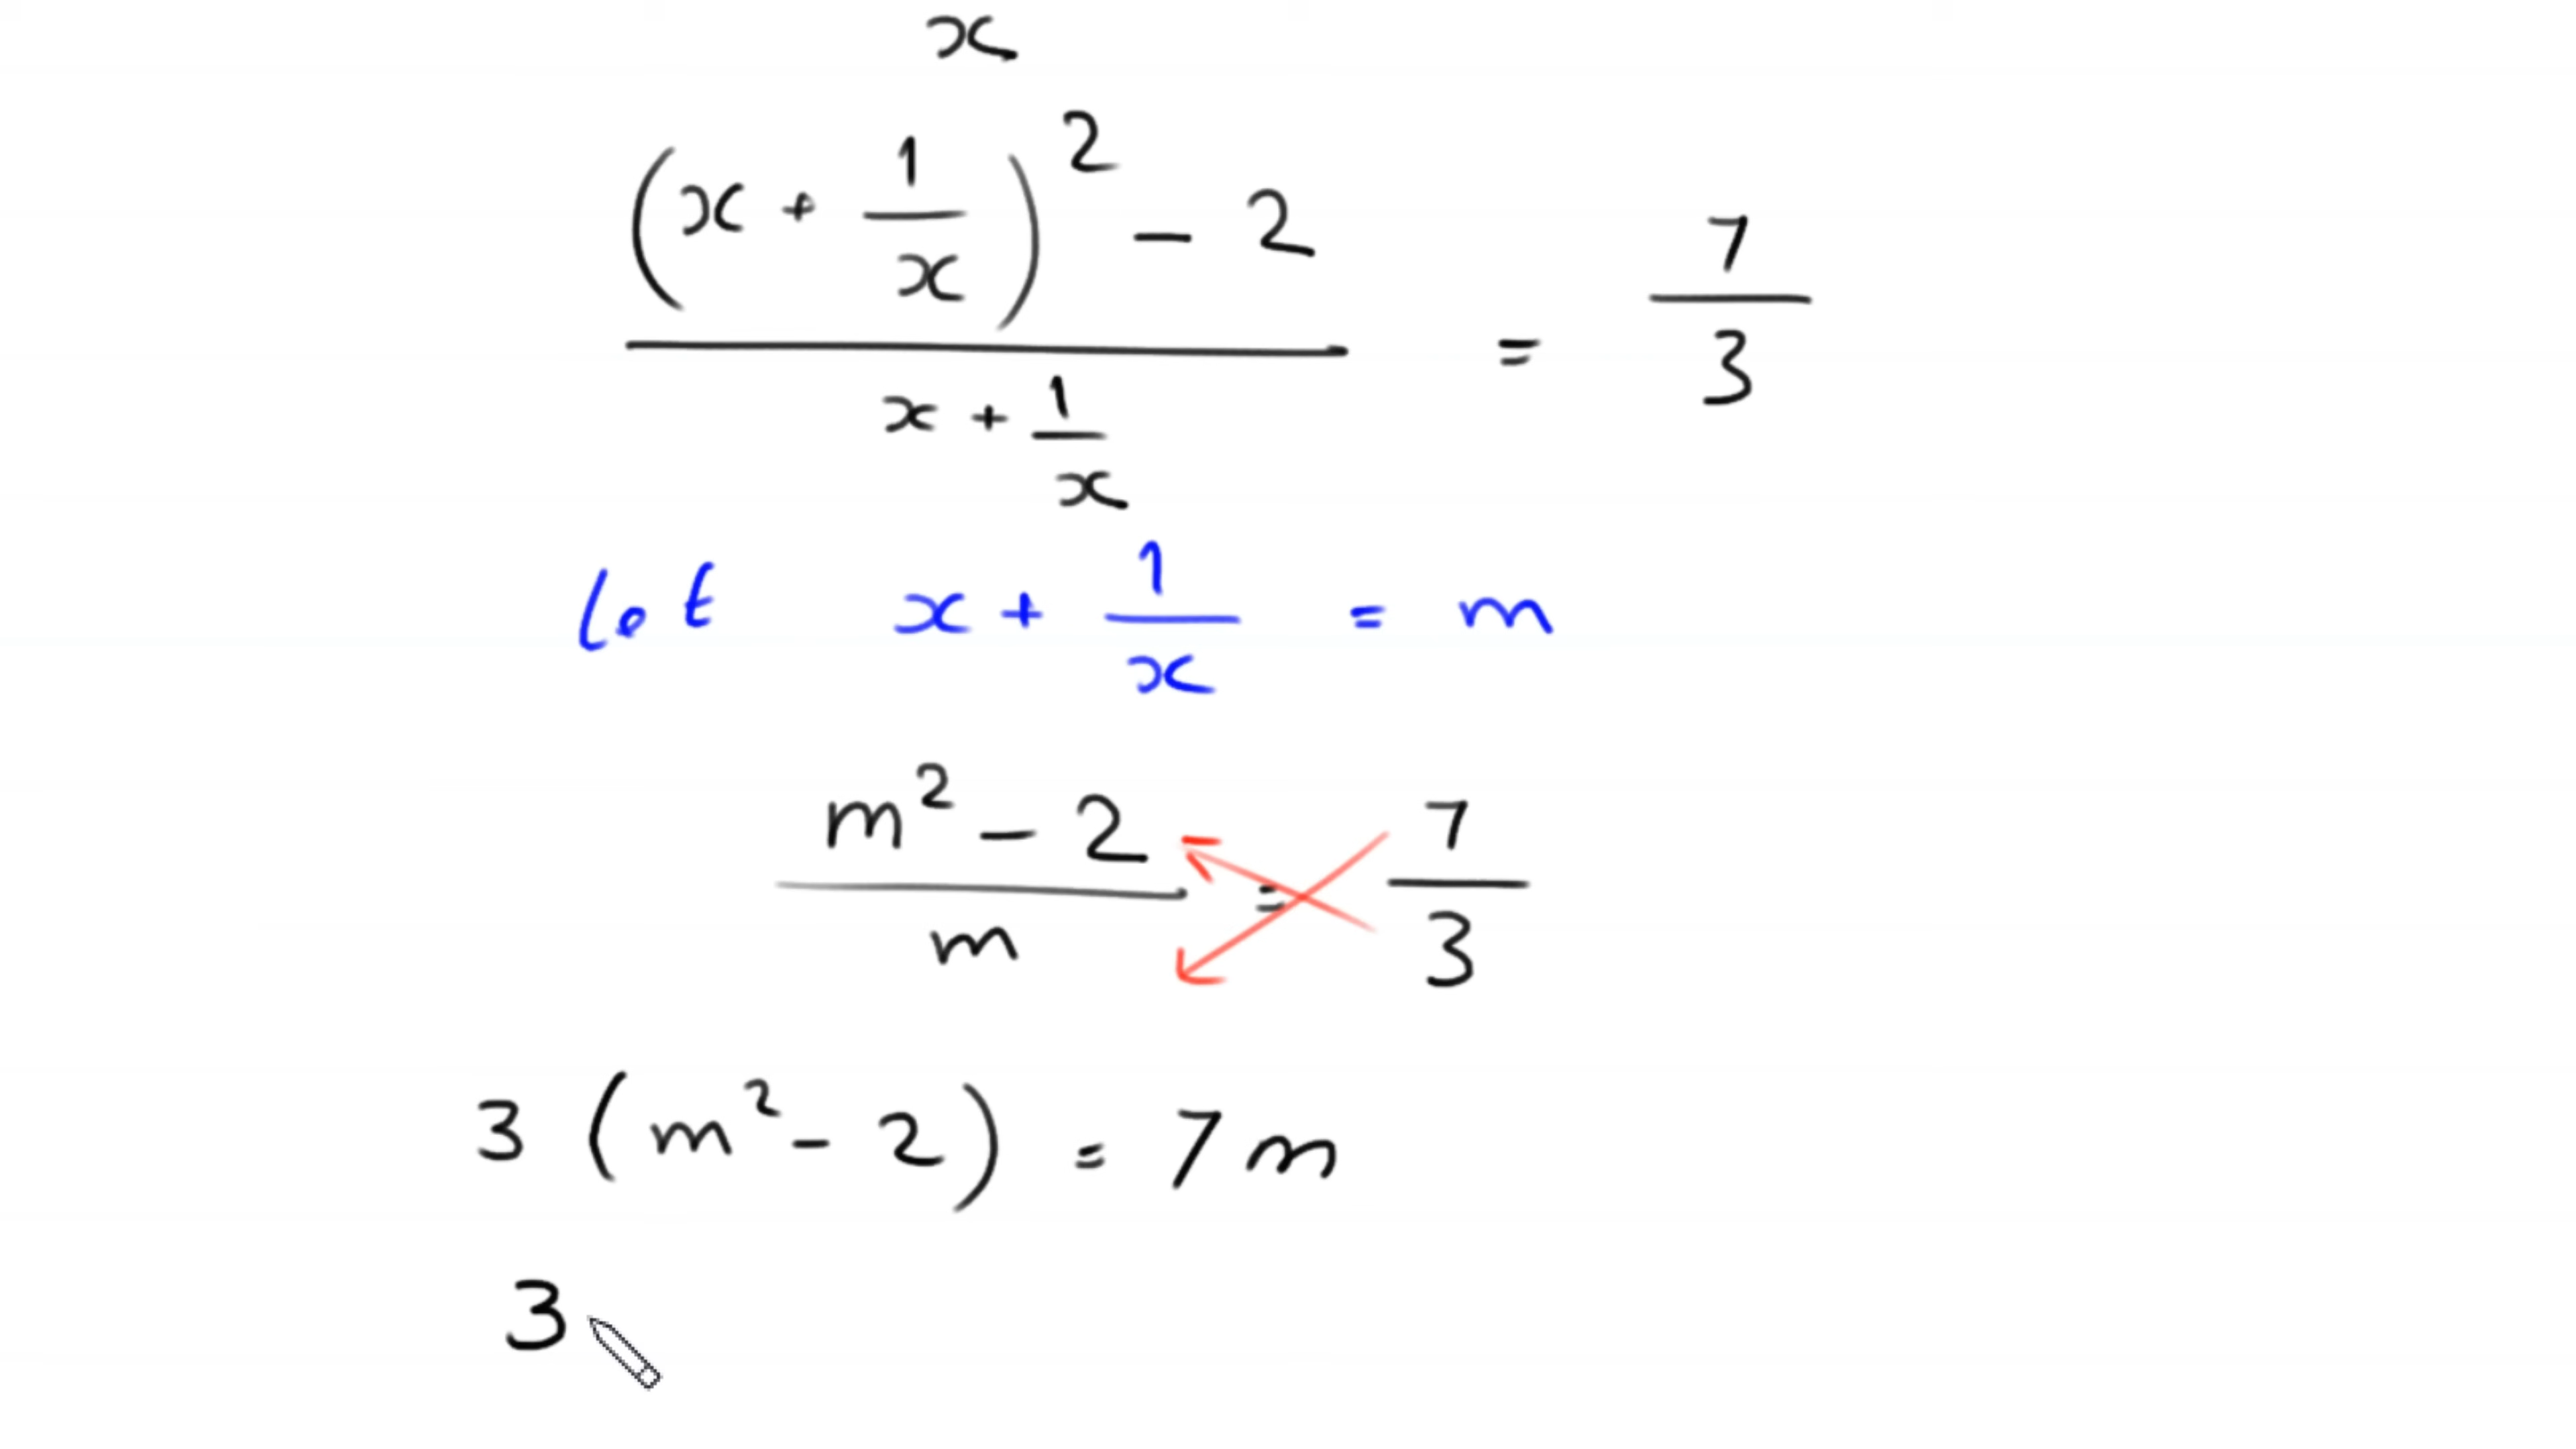 x
(x + 1/x)² - 2 / x + 1/x = 7/3
let x + 1/x = m
m² - 2 / m = 7/3
3 (m² - 2) = 7m
3